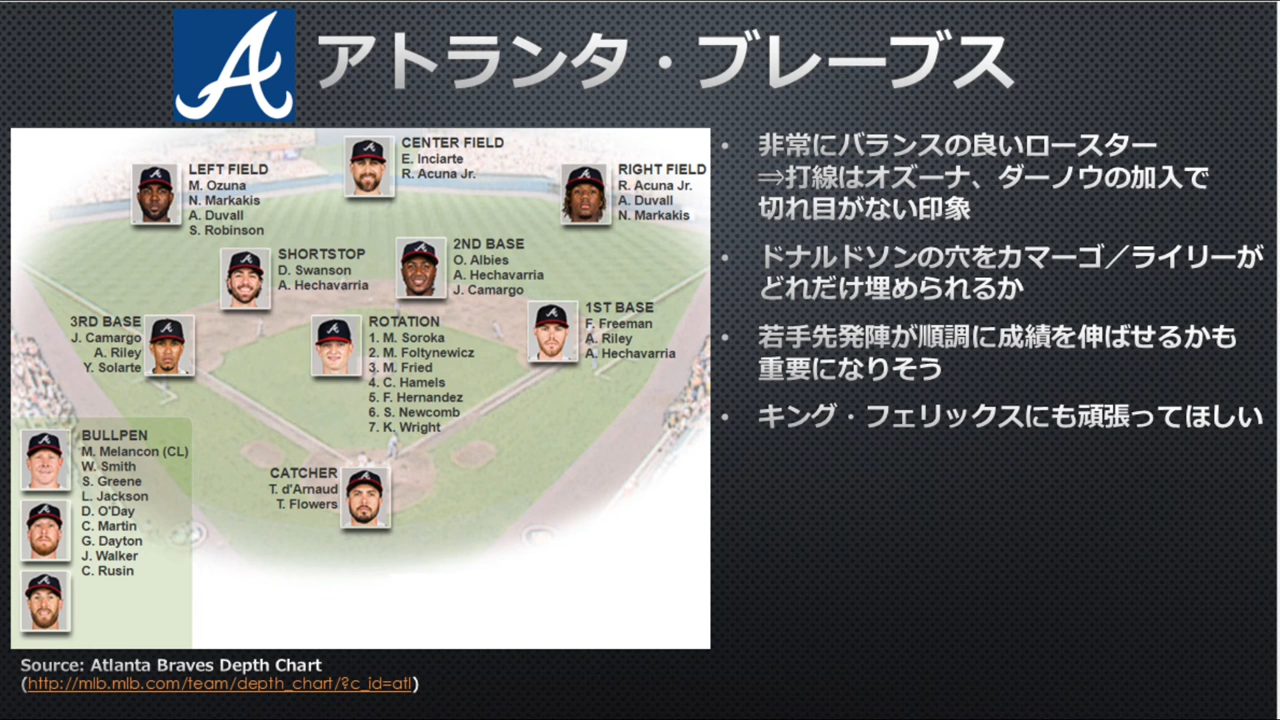 アトランタ・ブレーブス
CENTER FIELD
E. Inciarte
R. Acuna Jr.
LEFT FIELD
M. Ozuna
N. Markakis
A. Duvall
S. Robinson
RIGHT FIELD
R. Acuna Jr.
A. Duvall
N. Markakis
SHORTSTOP
D. Swanson
A. Hechavarria
2ND BASE
O. Albies
A. Hechavarria
J. Camargo
3RD BASE
J. Camargo
A. Riley
Y. Solarte
ROTATION
1. M. Soroka
2. M. Foltynewicz
3. M. Fried
4. C. Hamels
5. F. Hernandez
6. S. Newcomb
7. K. Wright
1ST BASE
F. Freeman
A. Riley
A. Hechavarria
BULLPEN
M. Melancon (CL)
W. Smith
S. Greene
L. Jackson
D. O'Day
C. Martin
G. Dayton
J. Walker
C. Rusin
CATCHER
T. d'Arnaud
T. Flowers
• 非常にバランスの良いロースター
⇒打線はオズーナ、ダーノウの加入で
切れ目がない印象
• ドナルドソンの穴をカマーゴ／ライリーが
どれだけ埋められるか
• 若手先発陣が順調に成績を伸ばせるかも
重要になりそう
• キング・フェリックスにも頑張ってほしい
Source: Atlanta Braves Depth Chart
(http://mlb.mlb.com/team/depth_chart/?c_id=atl)